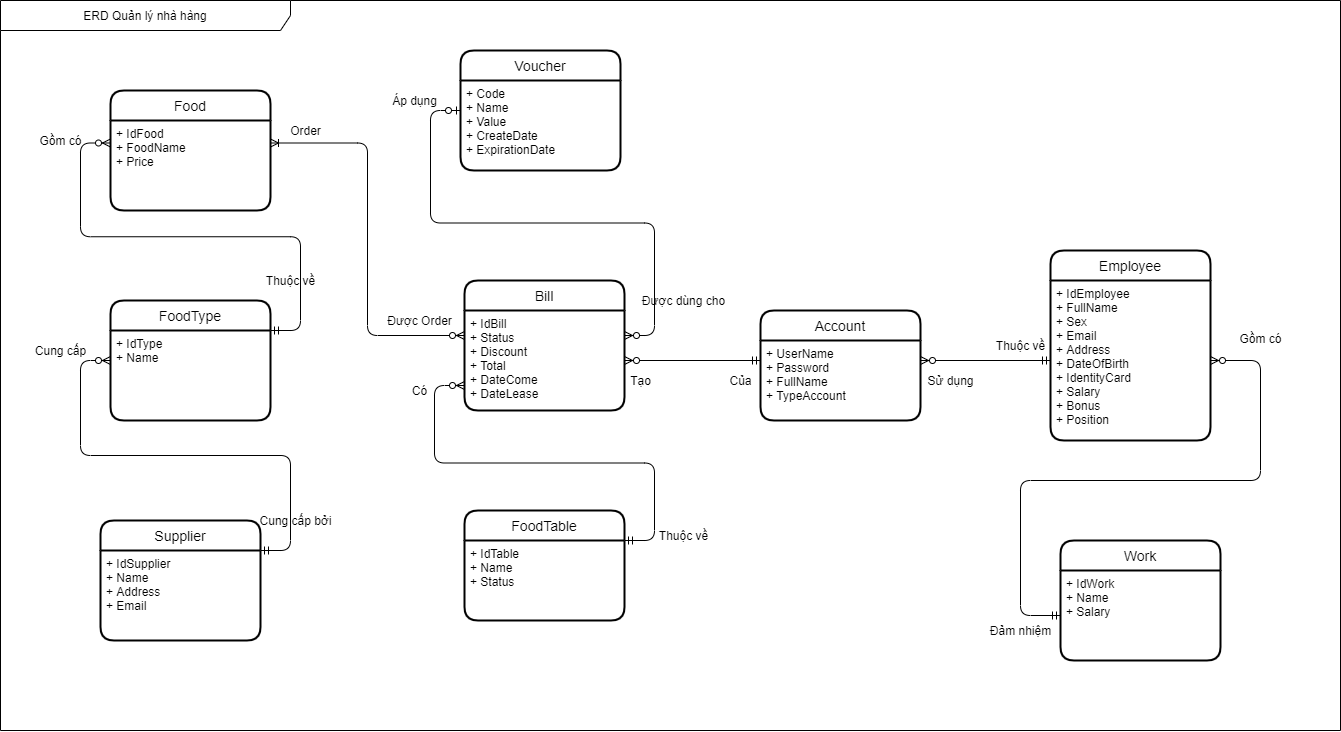 ERD Quản lý nhà hàng
Food
+ IdFood
+ FoodName
+ Price
Gồm có
Order
Thuộc về
FoodType
+ IdType
+ Name
Cung cấp
Cung cấp bởi
Supplier
+ IdSupplier
+ Name
+ Address
+ Email
Voucher
+ Code
+ Name
+ Value
+ CreateDate
+ ExpirationDate
Áp dụng
Được dùng cho
Được Order
Bill
+ IdBill
+ Status
+ Discount
+ Total
+ DateCome
+ DateLease
Có
Tạo
FoodTable
+ IdTable
+ Name
+ Status
Thuộc về
Của
Account
+ UserName
+ Password
+ FullName
+ TypeAccount
Sử dụng
Thuộc về
Employee
+ IdEmployee
+ FullName
+ Sex
+ Email
+ Address
+ DateOfBirth
+ IdentityCard
+ Salary
+ Bonus
+ Position
Gồm có
Work
+ IdWork
+ Name
+ Salary
Đảm nhiệm